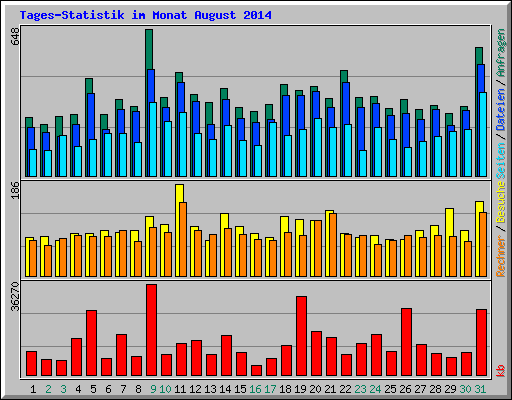 Tages-Statistik im Monat August 2014
648
Rechner / Besuche Seiten / Dateien / Anfragen
186
36270
kb
1 2 3 4 5 6 7 8 9 10 11 12 13 14 15 16 17 18 19 20 21 22 23 24 25 26 27 28 29 30 31